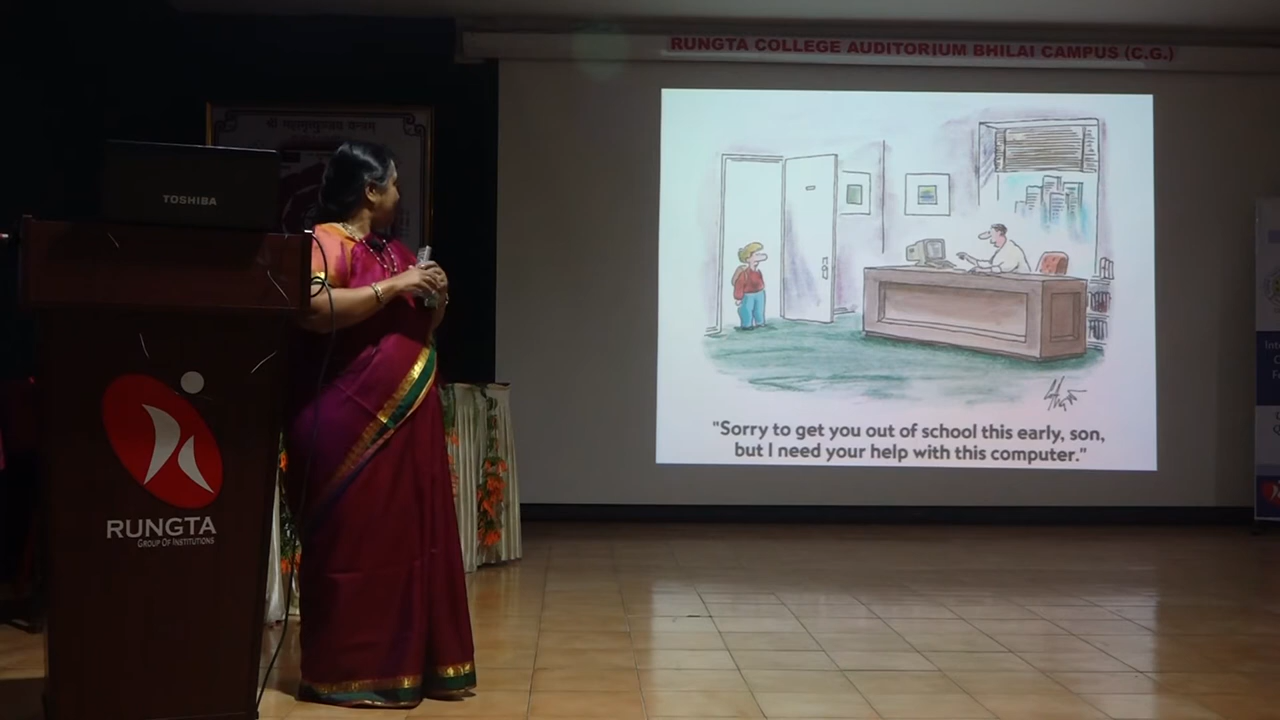 RUNGTA COLLEGE AUDITORIUM BHILAI CAMPUS (C.G.)
TOSHIBA
"Sorry to get you out of school this early, son,
but I need your help with this computer."
RUNGTA
GROUP OF INSTITUTIONS